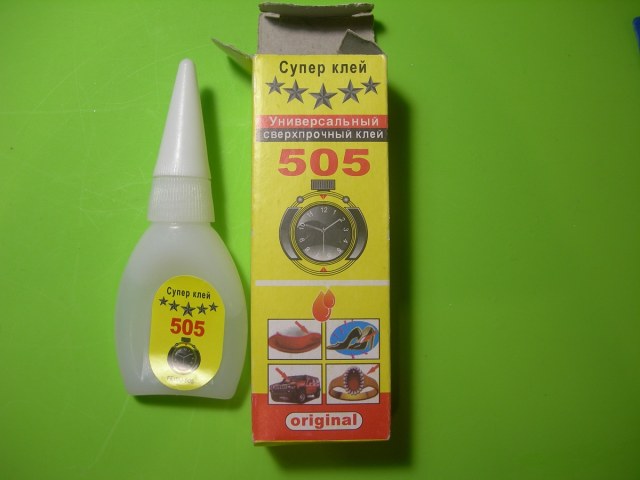 Супер клей
Универсальный
сверхпрочный клей
505
original
Супер клей
505